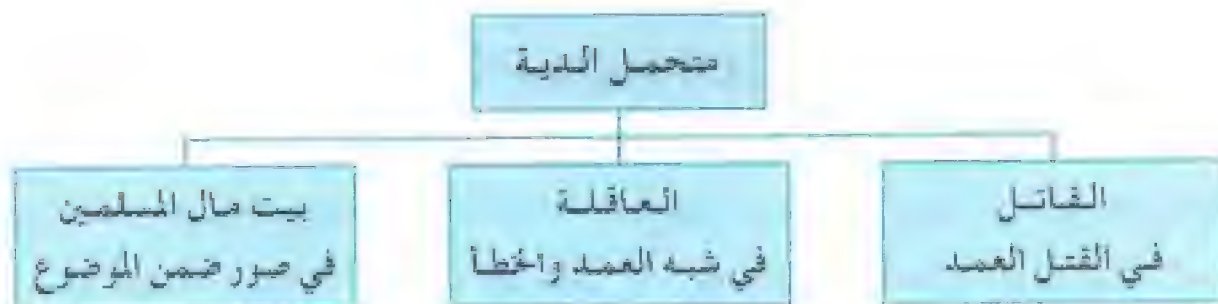 متحمل الدية
القاتل
في القتل العمد
العاقلة
في شبه العمد والخطأ
بيت مال المسلمين
في صور ضمن الموضوع